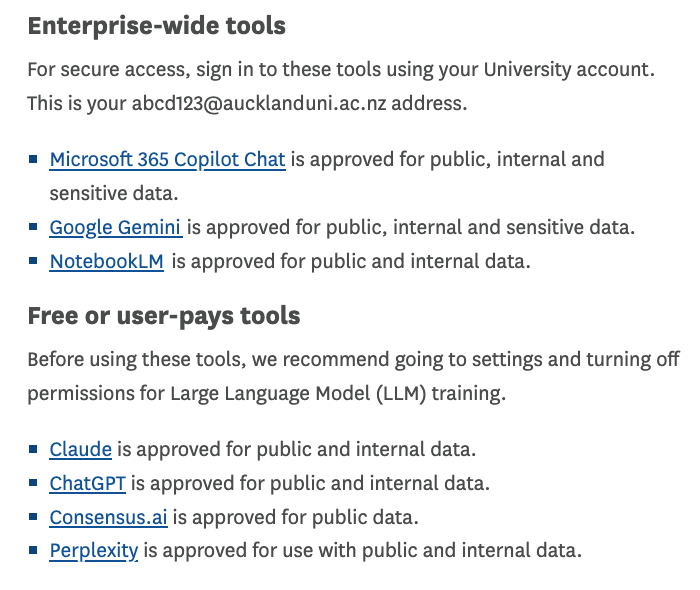 Enterprise-wide tools
For secure access, sign in to these tools using your University account.
This is your abcd123@aucklanduni.ac.nz address.
Microsoft 365 Copilot Chat is approved for public, internal and
sensitive data.
Google Gemini is approved for public, internal and sensitive data.
NotebookLM is approved for public and internal data.
Free or user-pays tools
Before using these tools, we recommend going to settings and turning off
permissions for Large Language Model (LLM) training.
Claude is approved for public and internal data.
ChatGPT is approved for public and internal data.
Consensus.ai is approved for public data.
Perplexity is approved for use with public and internal data.